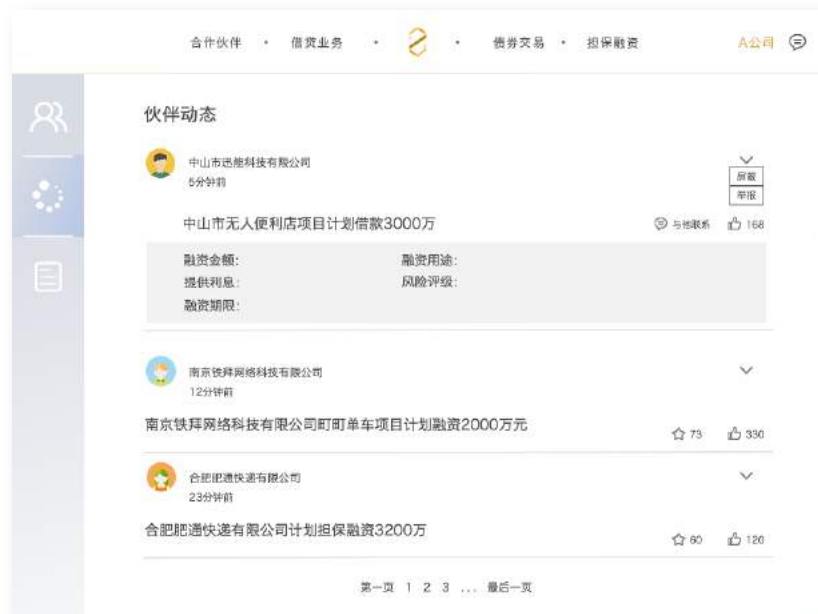 合作伙伴 · 借贷业务 · · 债券交易 · 担保融资 A公司
伙伴动态
中山市迅能科技有限公司
5分钟前
屏蔽
举报
中山市无人便利店项目计划借款3000万 与他联系 168
融资金额: 融资用途:
提供利息: 风险评级:
融资期限:
南京铁拜网络科技有限公司
12分钟前
南京铁拜网络科技有限公司町町单车项目计划融资2000万元
73 330
合肥肥通快递有限公司
23分钟前
合肥肥通快递有限公司计划担保融资3200万
60 120
第一页 1 2 3 ... 最后一页